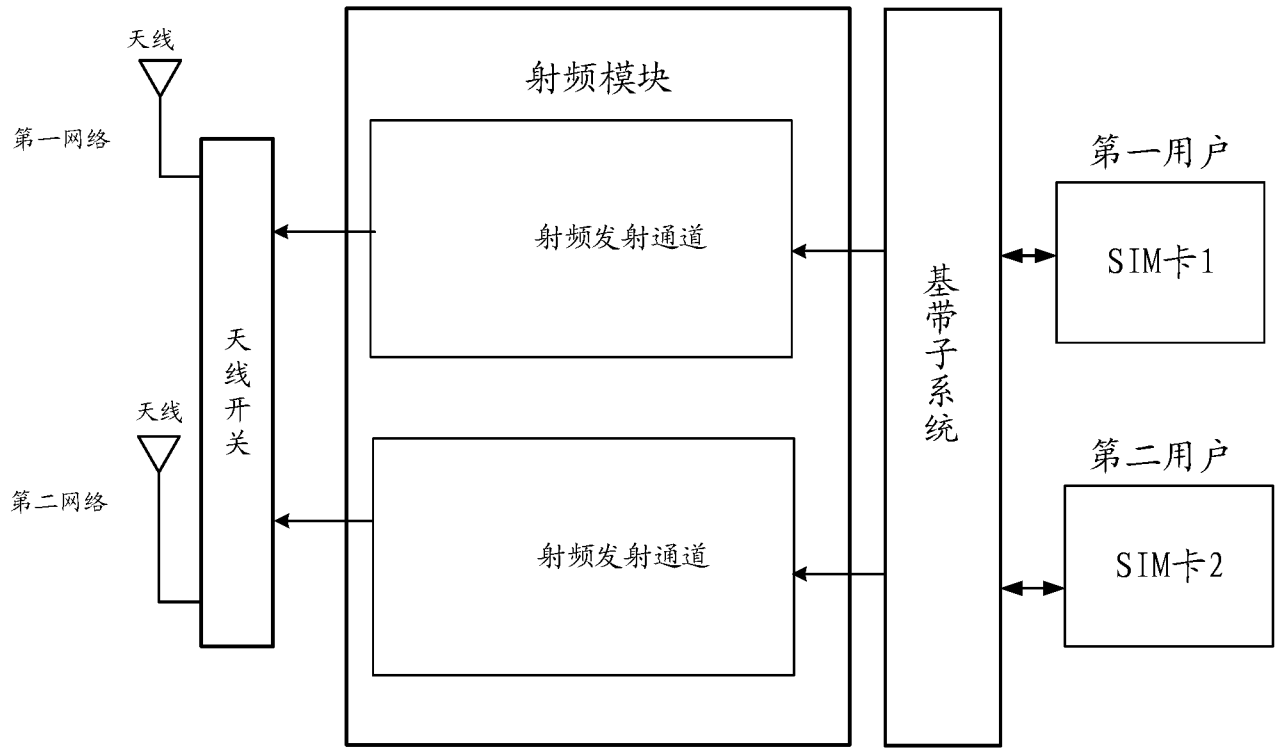 天线
第一网络
天线开关
天线
第二网络
射频模块
射频发射通道
射频发射通道
基带子系统
第一用户
SIM卡1
第二用户
SIM卡2